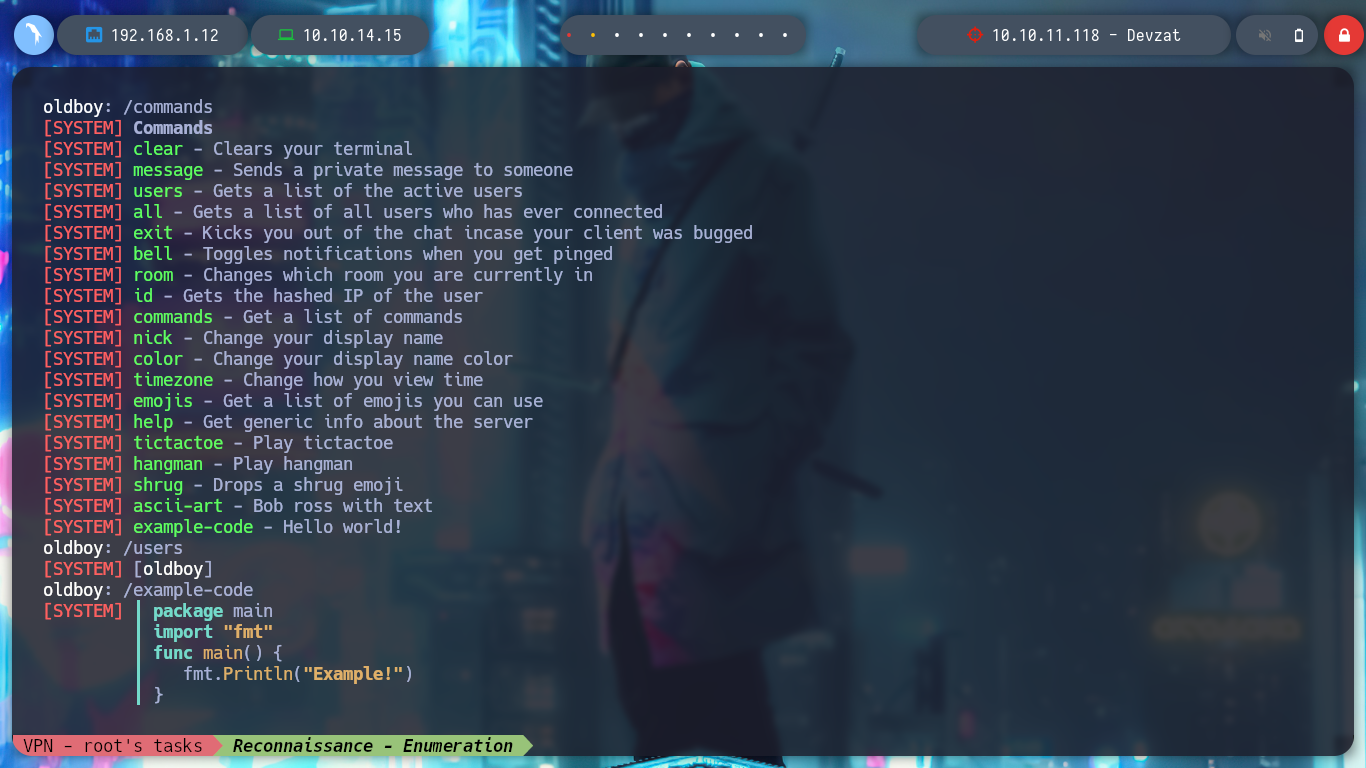 192.168.1.12 10.10.14.15 10.10.11.118 - Devzat
oldboy: /commands
[SYSTEM] Commands
[SYSTEM] clear - Clears your terminal
[SYSTEM] message - Sends a private message to someone
[SYSTEM] users - Gets a list of the active users
[SYSTEM] all - Gets a list of all users who has ever connected
[SYSTEM] exit - Kicks you out of the chat incase your client was bugged
[SYSTEM] bell - Toggles notifications when you get pinged
[SYSTEM] room - Changes which room you are currently in
[SYSTEM] id - Gets the hashed IP of the user
[SYSTEM] commands - Get a list of commands
[SYSTEM] nick - Change your display name
[SYSTEM] color - Change your display name color
[SYSTEM] timezone - Change how you view time
[SYSTEM] emojis - Get a list of emojis you can use
[SYSTEM] help - Get generic info about the server
[SYSTEM] tictactoe - Play tictactoe
[SYSTEM] hangman - Play hangman
[SYSTEM] shrug - Drops a shrug emoji
[SYSTEM] ascii-art - Bob ross with text
[SYSTEM] example-code - Hello world!
oldboy: /users
[SYSTEM] [oldboy]
oldboy: /example-code
[SYSTEM] package main
import "fmt"
func main() {
fmt.Println("Example!")
}
VPN - root's tasks Reconnaissance - Enumeration